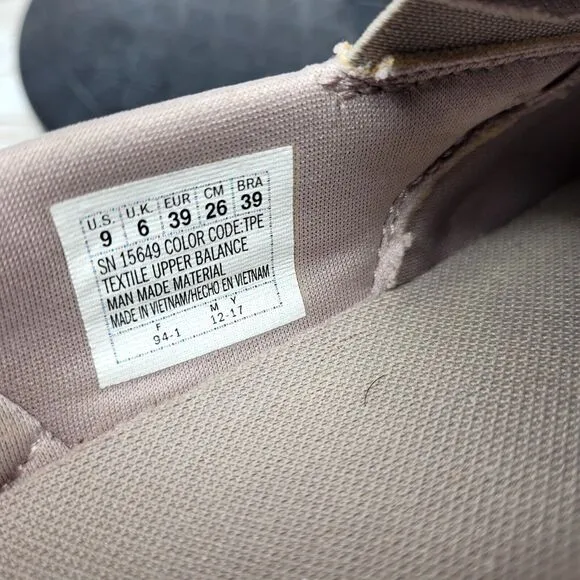 U.S. U.K. EUR CM BRA
9 6 39 26 39
SN 15649 COLOR CODE:TPE
TEXTILE UPPER BALANCE
MAN MADE MATERIAL
MADE IN VIETNAM/HECHO EN VIETNAM
F M Y
94-1 12-17